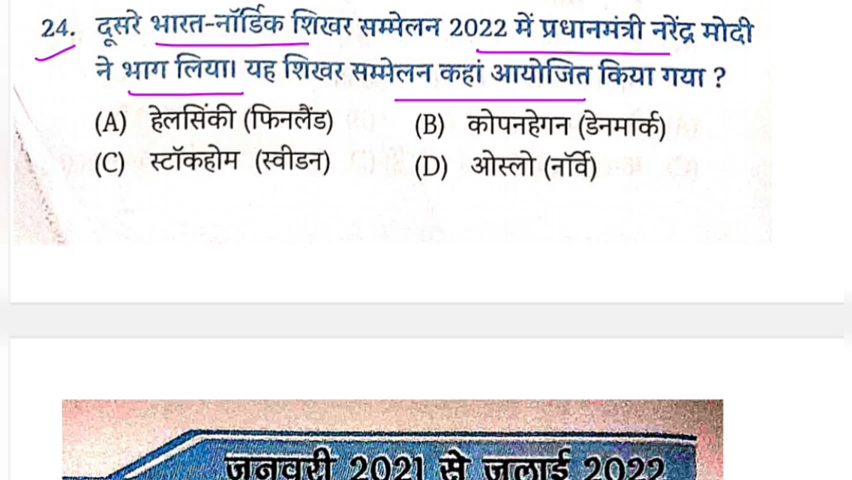 24. दूसरे भारत-नॉर्डिक शिखर सम्मेलन 2022 में प्रधानमंत्री नरेंद्र मोदी
ने भाग लिया। यह शिखर सम्मेलन कहां आयोजित किया गया ?
(A) हेलसिंकी (फिनलैंड) (B) कोपनहेगन (डेनमार्क)
(C) स्टॉकहोम (स्वीडन) (D) ओस्लो (नॉर्वे)
जनवरी 2021 से जुलाई 2022